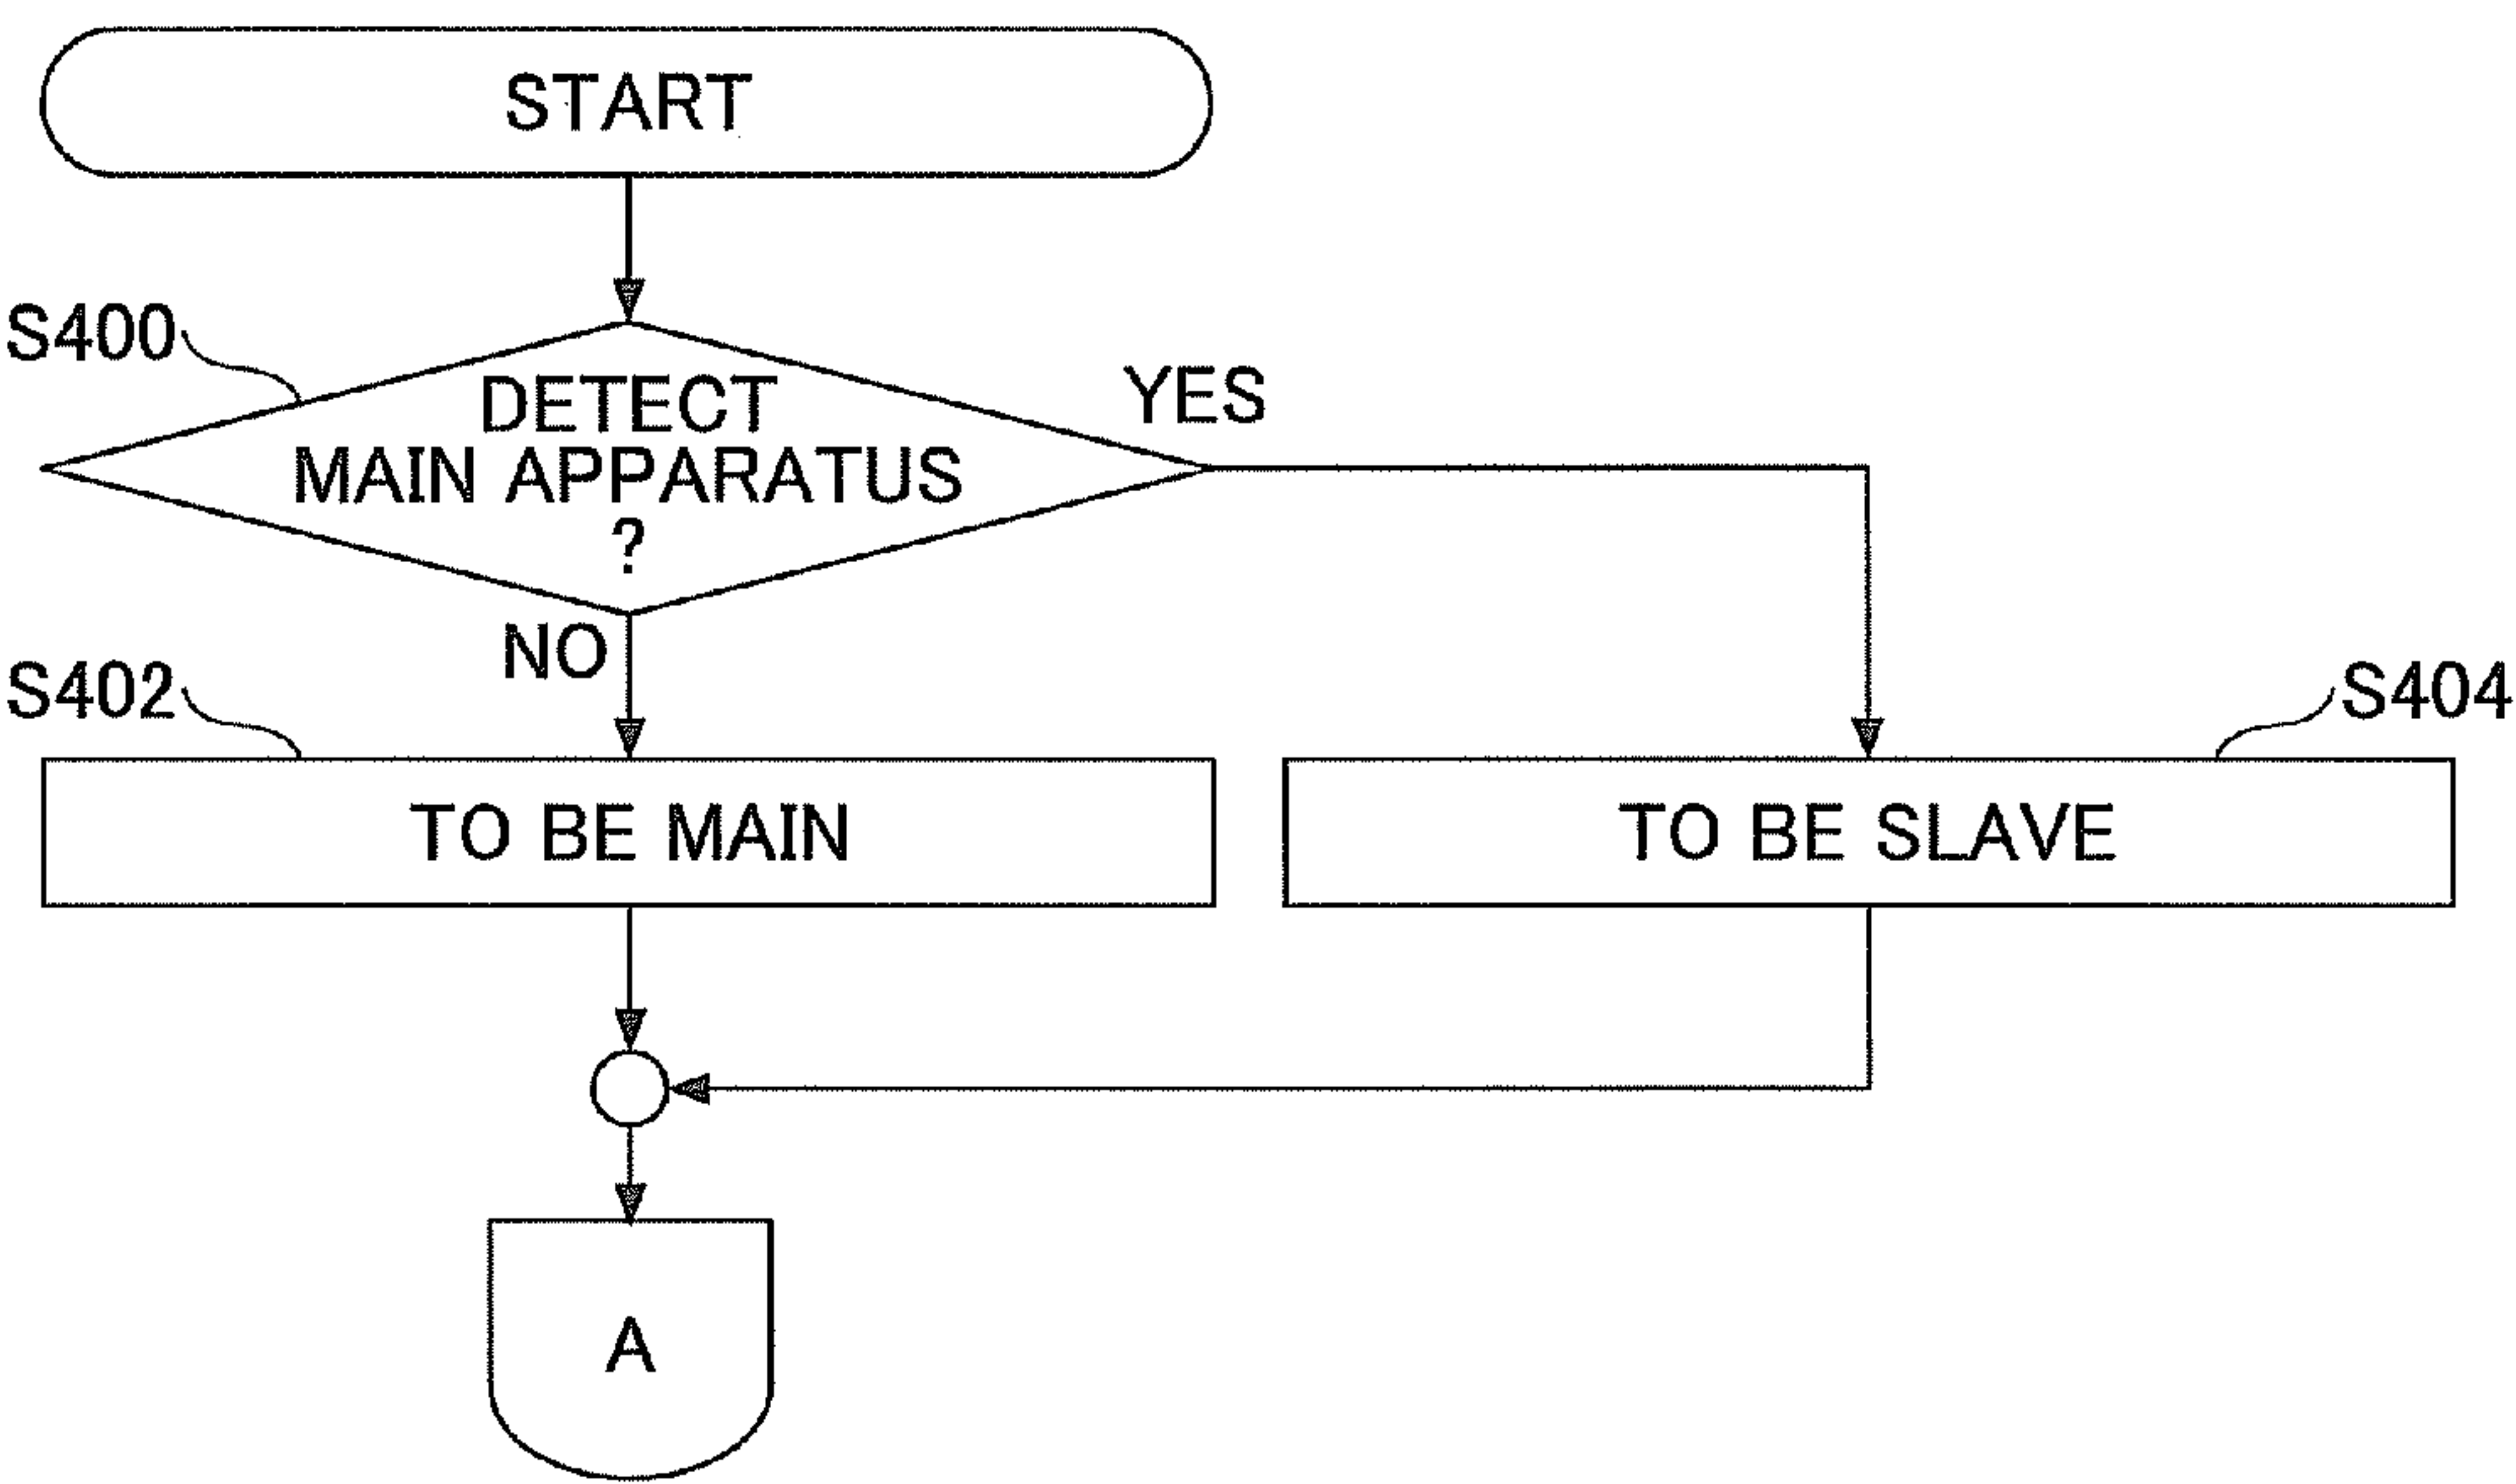 START
S400
DETECT
MAIN APPARATUS
?
YES
NO
S402
S404
TO BE MAIN
TO BE SLAVE
A